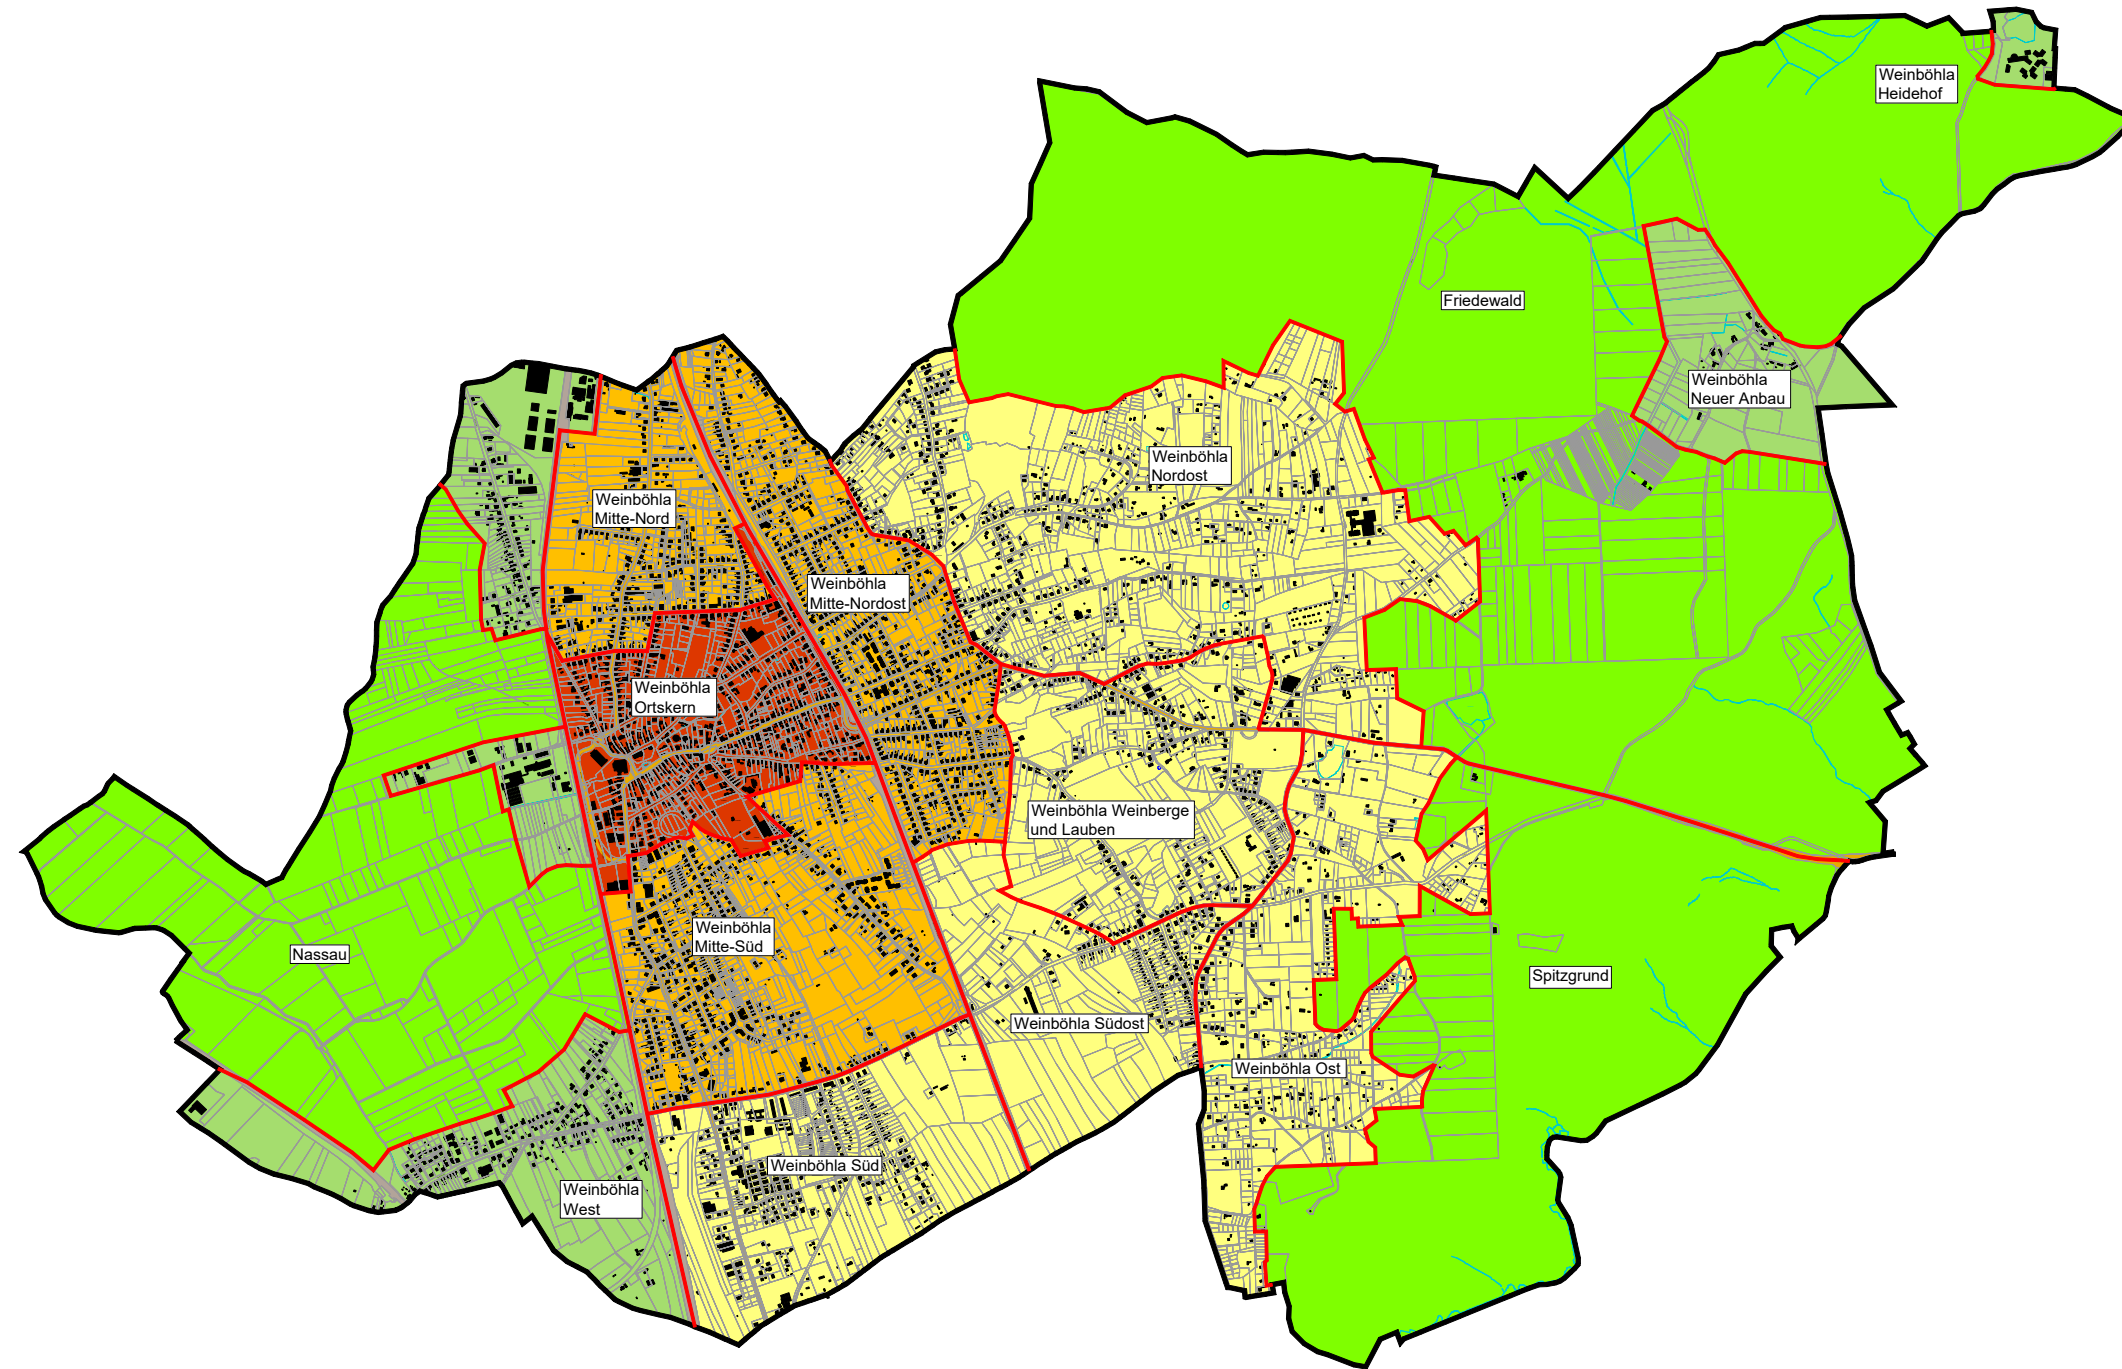 Weinböhla
Heidehof
Friedewald
Weinböhla
Neuer Anbau
Weinböhla
Nordost
Weinböhla
Mitte-Nord
Weinböhla
Mitte-Nordost
Weinböhla
Ortskern
Weinböhla Weinberge
und Lauben
Weinböhla
Mitte-Süd
Nassau
Spitzgrund
Weinböhla Südost
Weinböhla Ost
Weinböhla Süd
Weinböhla
West